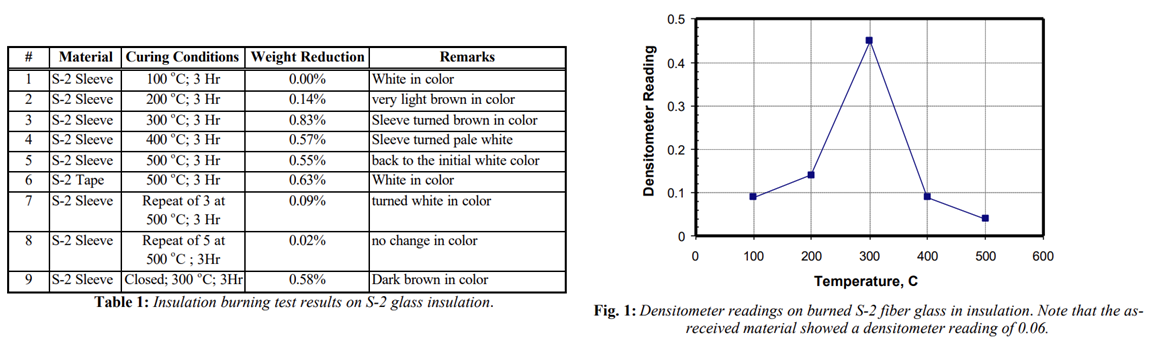 # Material Curing Conditions Weight Reduction Remarks
1 S-2 Sleeve 100 °C; 3 Hr 0.00% White in color
2 S-2 Sleeve 200 °C; 3 Hr 0.14% very light brown in color
3 S-2 Sleeve 300 °C; 3 Hr 0.83% Sleeve turned brown in color
4 S-2 Sleeve 400 °C; 3 Hr 0.57% Sleeve turned pale white
5 S-2 Sleeve 500 °C; 3 Hr 0.55% back to the initial white color
6 S-2 Tape 500 °C; 3 Hr 0.63% White in color
7 S-2 Sleeve Repeat of 3 at 0.09% turned white in color
500 °C; 3 Hr
8 S-2 Sleeve Repeat of 5 at 0.02% no change in color
500 °C ; 3Hr
9 S-2 Sleeve Closed; 300 °C; 3Hr 0.58% Dark brown in color
Table 1: Insulation burning test results on S-2 glass insulation.
Densitometer Reading
0.5
0.4
0.3
0.2
0.1
0
0 100 200 300 400 500 600
Temperature, C
Fig. 1: Densitometer readings on burned S-2 fiber glass in insulation. Note that the as-
received material showed a densitometer reading of 0.06.